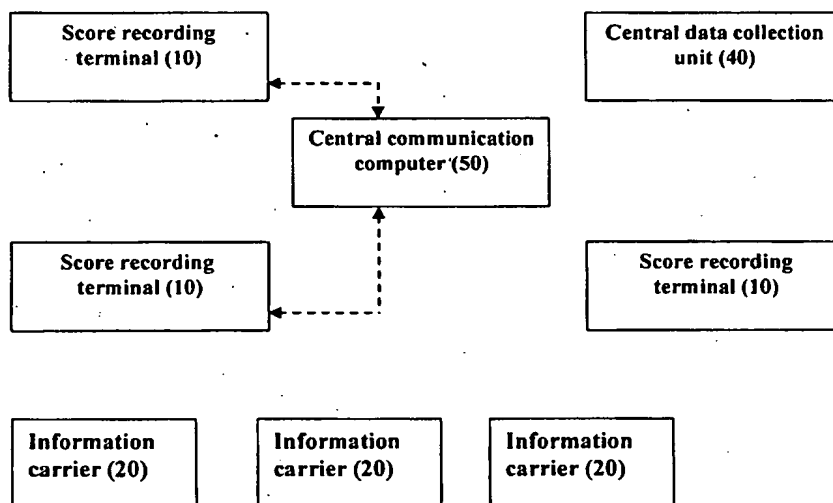 Score recording
terminal (10)
Central data collection
unit (40)
Central communication
computer (50)
Score recording
terminal (10)
Score recording
terminal (10)
Information
carrier (20)
Information
carrier (20)
Information
carrier (20)